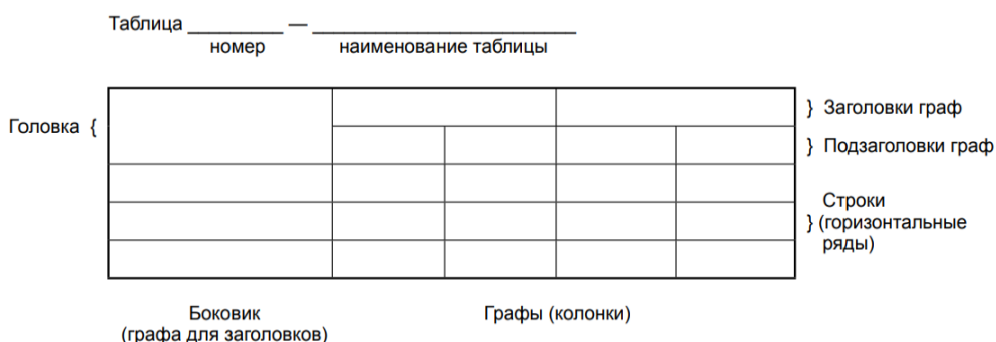 Таблица _________ — _________________________
номер наименование таблицы
Головка {
} Заголовки граф
} Подзаголовки граф
Строки
} (горизонтальные
ряды)
Боковик
(графа для заголовков)
Графы (колонки)